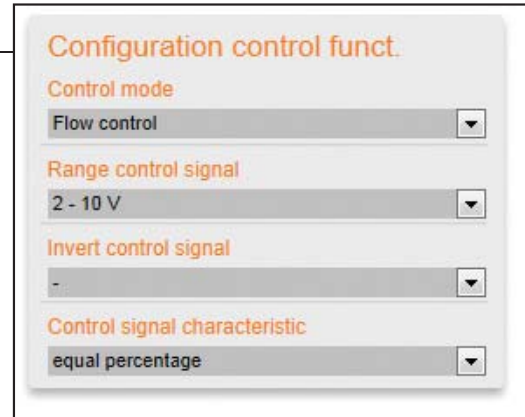 Configuration control funct.
Control mode
Flow control
Range control signal
2 - 10 V
Invert control signal
-
Control signal characteristic
equal percentage